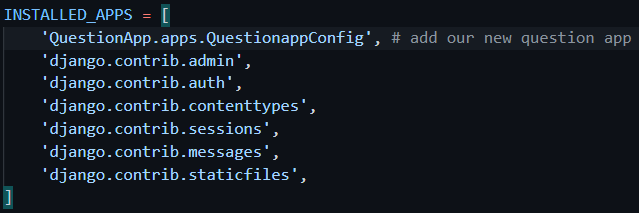 INSTALLED_APPS = [
    'QuestionApp.apps.QuestionappConfig', # add our new question app
    'django.contrib.admin',
    'django.contrib.auth',
    'django.contrib.contenttypes',
    'django.contrib.sessions',
    'django.contrib.messages',
    'django.contrib.staticfiles',
]